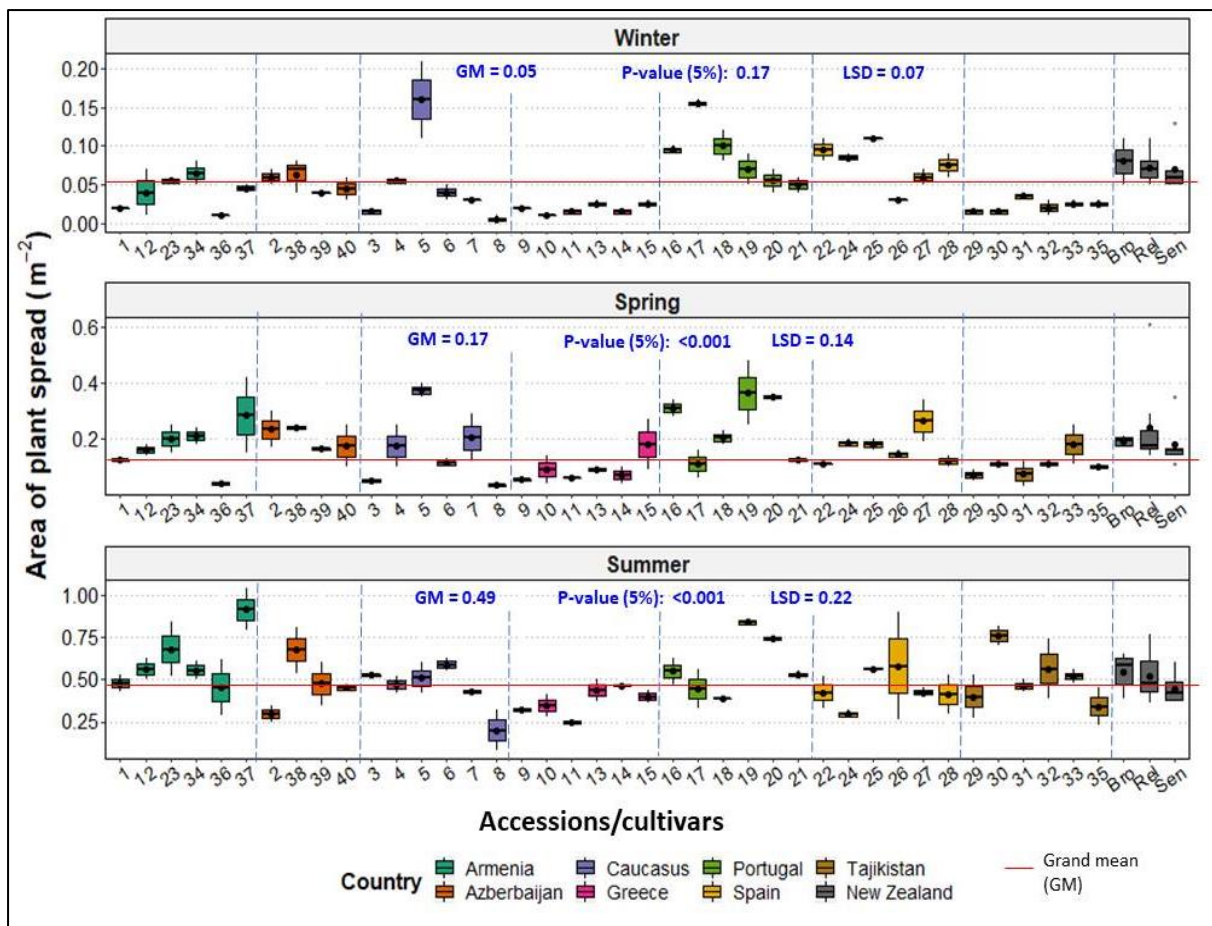 Winter
GM = 0.05 P-value (5%): 0.17 LSD = 0.07
0.20
0.15
0.10
0.05
0.00
1 12 23 34 36 37 2 38 39 40 3 4 5 6 7 8 9 10 11 13 14 15 16 17 18 19 20 21 22 24 25 26 27 28 29 30 31 32 33 35 Bro Rel Sen
Spring
GM = 0.17 P-value (5%): <0.001 LSD = 0.14
0.6
0.4
0.2
1 12 23 34 36 37 2 38 39 40 3 4 5 6 7 8 9 10 11 13 14 15 16 17 18 19 20 21 22 24 25 26 27 28 29 30 31 32 33 35 Bro Rel Sen
Summer
GM = 0.49 P-value (5%): <0.001 LSD = 0.22
1.00
0.75
0.50
0.25
1 12 23 34 36 37 2 38 39 40 3 4 5 6 7 8 9 10 11 13 14 15 16 17 18 19 20 21 22 24 25 26 27 28 29 30 31 32 33 35 Bro Rel Sen
Area of plant spread (m⁻²)
Accessions/cultivars
Country
Armenia Caucasus Portugal Tajikistan
Azberbaijan Greece Spain New Zealand
Grand mean
(GM)